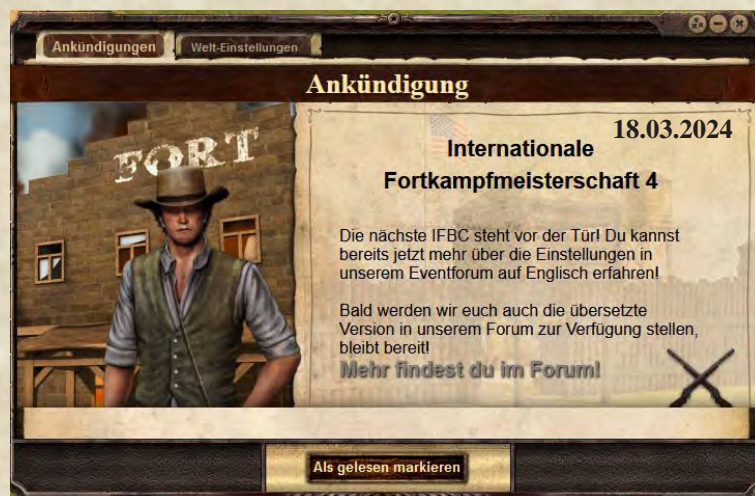 Ankündigungen
Welt-Einstellungen
Ankündigung
FORT
18.03.2024
Internationale
Fortkampfmeisterschaft 4
Die nächste IFBC steht vor der Tür! Du kannst
bereits jetzt mehr über die Einstellungen in
unserem Eventforum auf Englisch erfahren!
Bald werden wir euch auch die übersetzte
Version in unserem Forum zur Verfügung stellen,
bleibt bereit!
Mehr findest du im Forum!
Als gelesen markieren